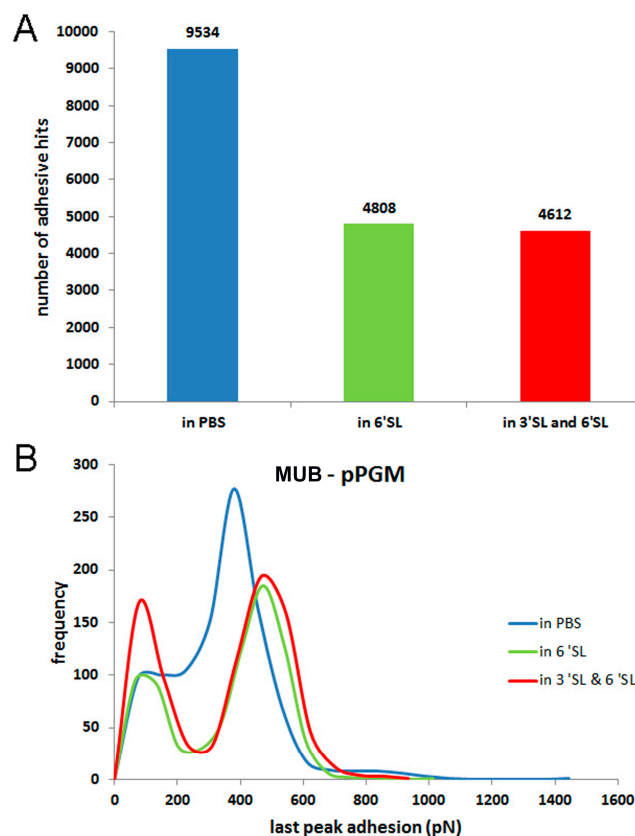 A
10000
9000
8000
7000
6000
5000
4000
3000
2000
1000
0
number of adhesive hits
9534
4808
4612
in PBS
in 6'SL
in 3'SL and 6'SL
B
MUB - pPGM
300
250
200
150
100
50
0
frequency
in PBS
in 6 'SL
in 3 'SL & 6 'SL
0 200 400 600 800 1000 1200 1400 1600
last peak adhesion (pN)